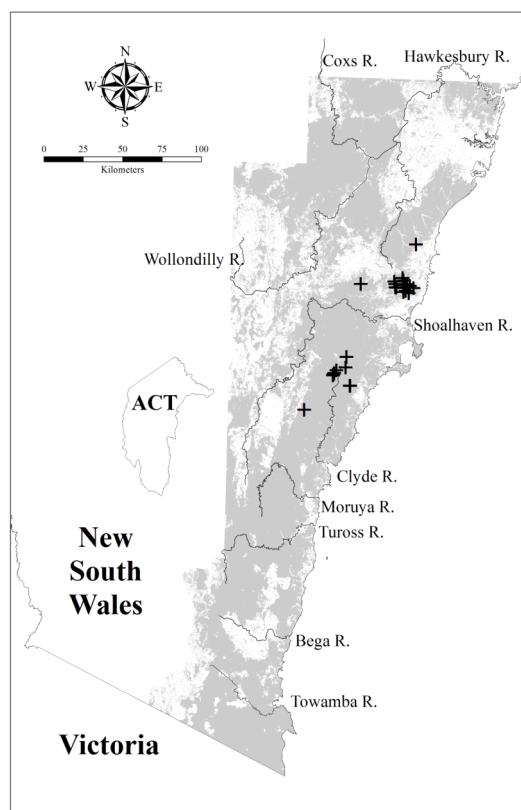 Coxs R.
Hawkesbury R.
N
W E
S
0 25 50 75 100
Kilometers
Wollondilly R.
Shoalhaven R.
ACT
Clyde R.
Moruya R.
Tuross R.
New
South
Wales
Bega R.
Towamba R.
Victoria